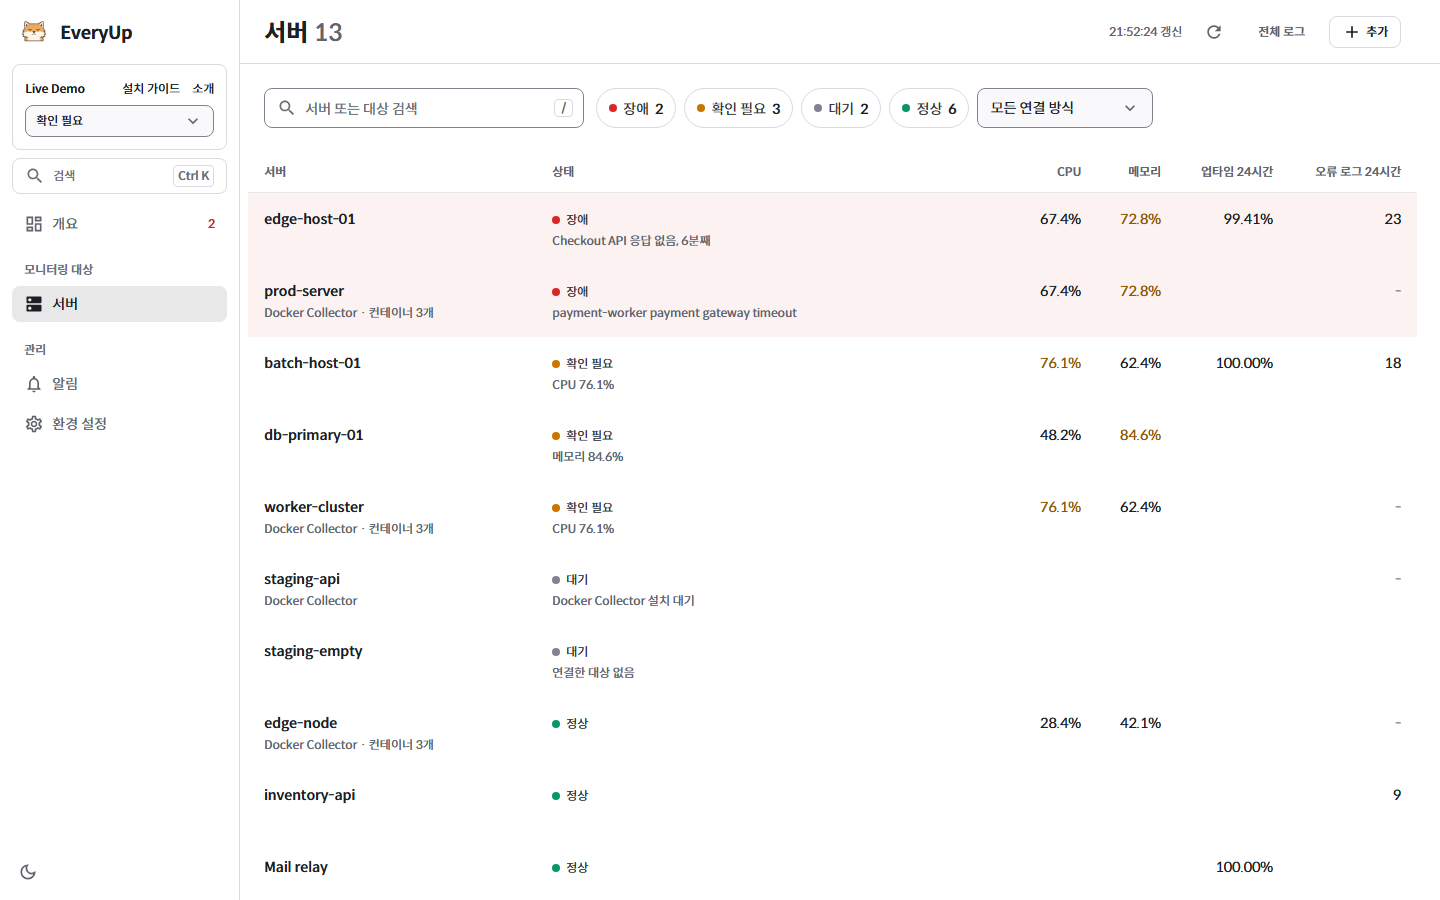 EveryUp
Live Demo 설치 가이드 소개
확인 필요
검색 Ctrl K
개요 2
모니터링 대상
서버
관리
알림
환경 설정
서버 13
21:52:24 갱신 전체 로그 추가
서버 또는 대상 검색 /
장애 2 확인 필요 3 대기 2 정상 6 모든 연결 방식
서버 상태 CPU 메모리 업타임 24시간 오류 로그 24시간
edge-host-01 장애 67.4% 72.8% 99.41% 23
Checkout API 응답 없음, 6분째
prod-server 장애 67.4% 72.8% -
Docker Collector · 컨테이너 3개 payment-worker payment gateway timeout
batch-host-01 확인 필요 76.1% 62.4% 100.00% 18
CPU 76.1%
db-primary-01 확인 필요 48.2% 84.6%
메모리 84.6%
worker-cluster 확인 필요 76.1% 62.4% -
Docker Collector · 컨테이너 3개 CPU 76.1%
staging-api 대기 -
Docker Collector Docker Collector 설치 대기
staging-empty 대기
연결한 대상 없음
edge-node 정상 28.4% 42.1% -
Docker Collector · 컨테이너 3개
inventory-api 정상 9
Mail relay 정상 100.00%